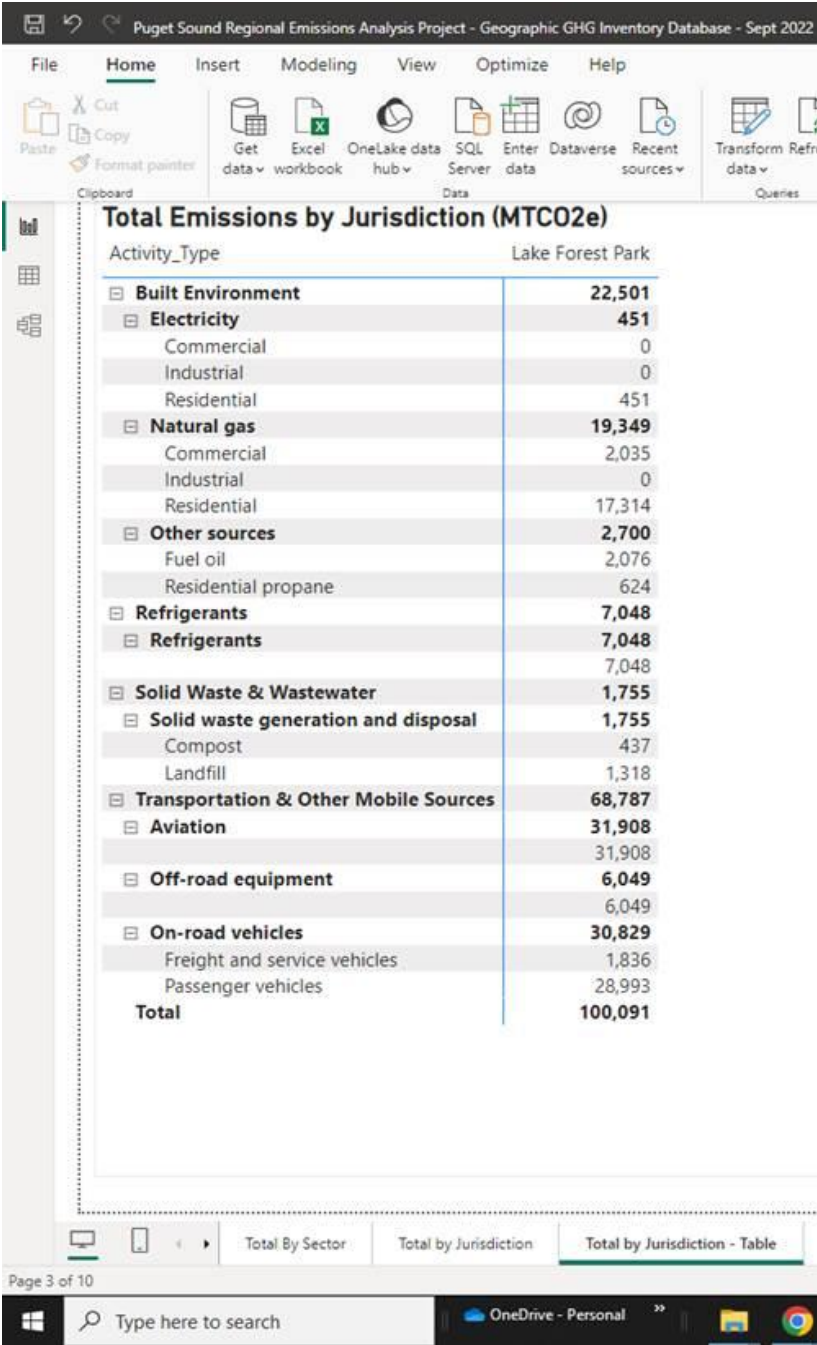 Puget Sound Regional Emissions Analysis Project - Geographic GHG Inventory Database - Sept 2022
File Home Insert Modeling View Optimize Help
Paste
Cut
Copy
Format painter
Clipboard
Get data
Excel workbook
OneLake data hub
SQL Server
Enter data
Dataverse
Recent sources
Data
Transform data
Refr
Queries
Total Emissions by Jurisdiction (MTCO2e)
Activity_Type Lake Forest Park
Built Environment 22,501
Electricity 451
Commercial 0
Industrial 0
Residential 451
Natural gas 19,349
Commercial 2,035
Industrial 0
Residential 17,314
Other sources 2,700
Fuel oil 2,076
Residential propane 624
Refrigerants 7,048
Refrigerants 7,048
7,048
Solid Waste & Wastewater 1,755
Solid waste generation and disposal 1,755
Compost 437
Landfill 1,318
Transportation & Other Mobile Sources 68,787
Aviation 31,908
31,908
Off-road equipment 6,049
6,049
On-road vehicles 30,829
Freight and service vehicles 1,836
Passenger vehicles 28,993
Total 100,091
Total By Sector Total by Jurisdiction Total by Jurisdiction - Table
Page 3 of 10
Type here to search OneDrive - Personal